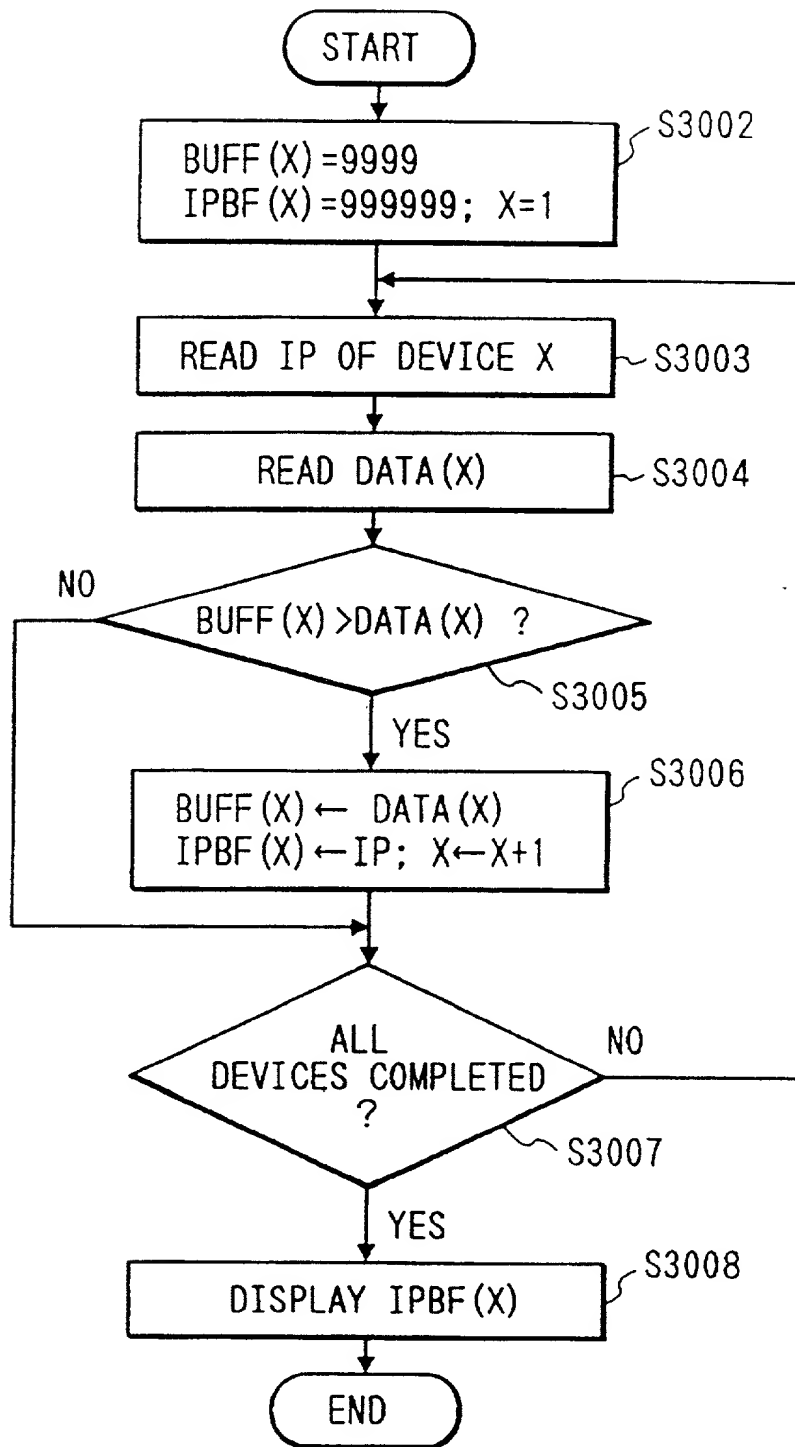 START
S3002
BUFF(X)=9999
IPBF(X)=999999; X=1
READ IP OF DEVICE X
S3003
READ DATA(X)
S3004
NO
BUFF(X)>DATA(X) ?
S3005
YES
S3006
BUFF(X)← DATA(X)
IPBF(X)←IP; X←X+1
ALL
DEVICES COMPLETED
?
NO
S3007
YES
S3008
DISPLAY IPBF(X)
END